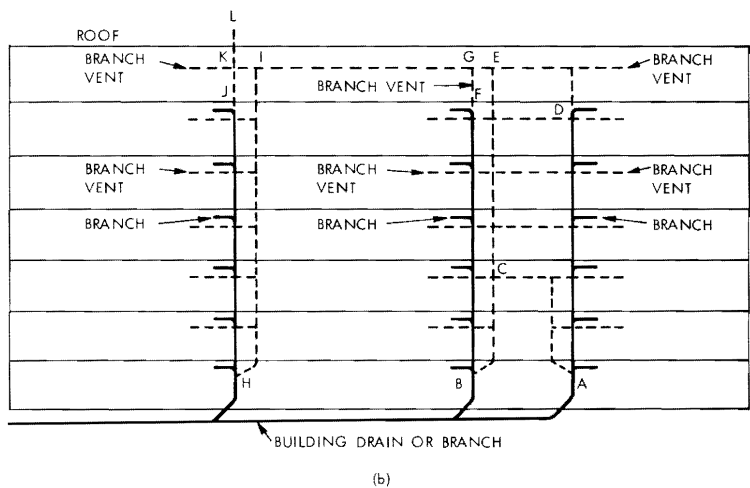 L
ROOF
BRANCH
VENT
K
I
G
E
BRANCH
VENT
BRANCH VENT
J
F
D
BRANCH
VENT
BRANCH
VENT
BRANCH
VENT
BRANCH
BRANCH
BRANCH
C
H
B
A
BUILDING DRAIN OR BRANCH
(b)